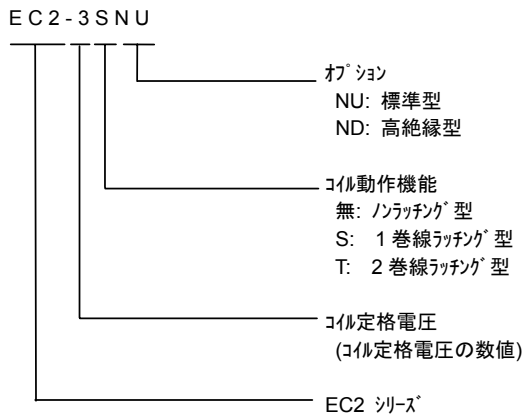 EC2-3SNU
ｵﾌﾟｼｮﾝ
NU: 標準型
ND: 高絶縁型
ｺｲﾙ動作機能
無: ﾉﾝﾗｯﾁﾝｸﾞ型
S: 1巻線ﾗｯﾁﾝｸﾞ型
T: 2巻線ﾗｯﾁﾝｸﾞ型
ｺｲﾙ定格電圧
(ｺｲﾙ定格電圧の数値)
EC2 ｼﾘｰｽﾞ